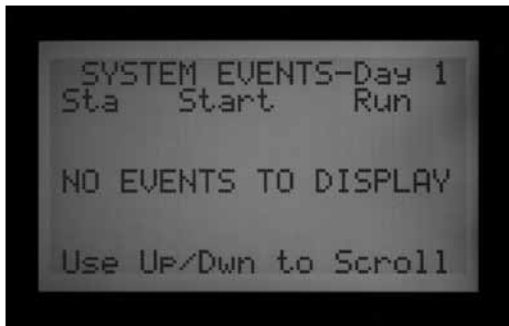 SYSTEM EVENTS-Day 1
Sta Start Run
NO EVENTS TO DISPLAY
Use Up/Dwn to Scroll